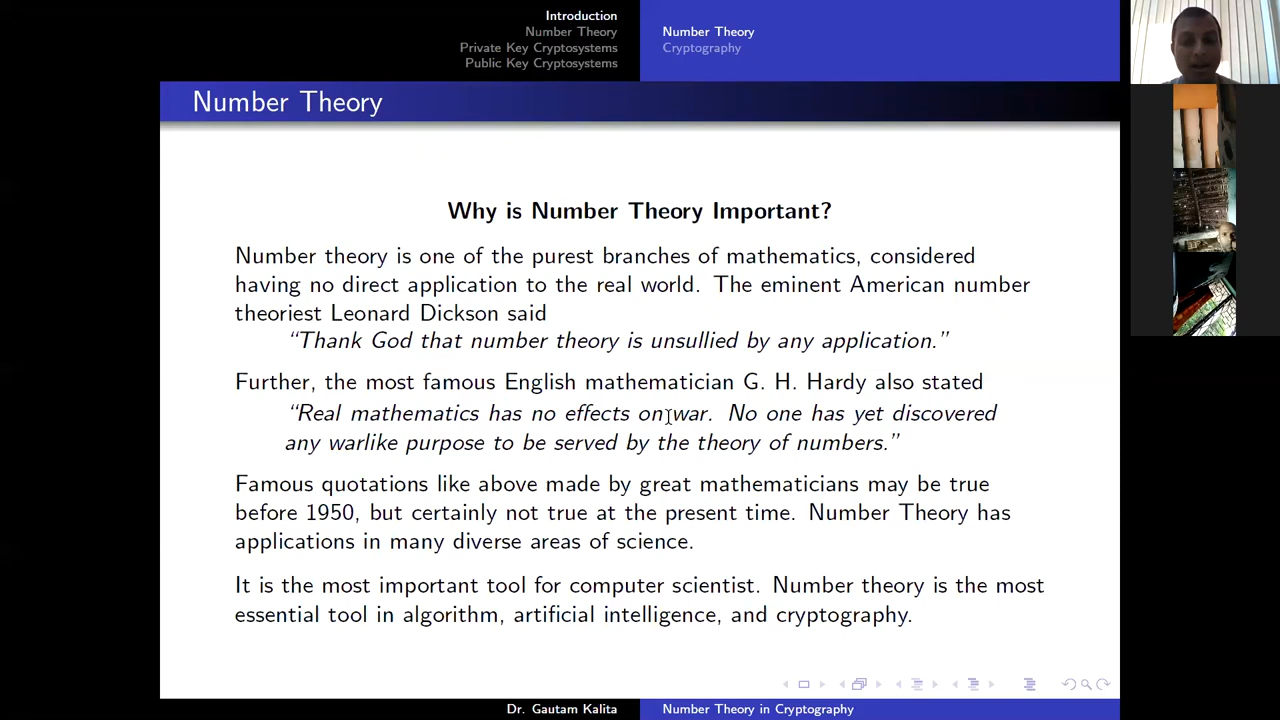 Introduction
Number Theory
Private Key Cryptosystems
Public Key Cryptosystems
Number Theory
Cryptography
Number Theory
Why is Number Theory Important?
Number theory is one of the purest branches of mathematics, considered
having no direct application to the real world. The eminent American number
theoriest Leonard Dickson said
“Thank God that number theory is unsullied by any application.”
Further, the most famous English mathematician G. H. Hardy also stated
“Real mathematics has no effects on war. No one has yet discovered
any warlike purpose to be served by the theory of numbers.”
Famous quotations like above made by great mathematicians may be true
before 1950, but certainly not true at the present time. Number Theory has
applications in many diverse areas of science.
It is the most important tool for computer scientist. Number theory is the most
essential tool in algorithm, artificial intelligence, and cryptography.
Dr. Gautam Kalita
Number Theory in Cryptography